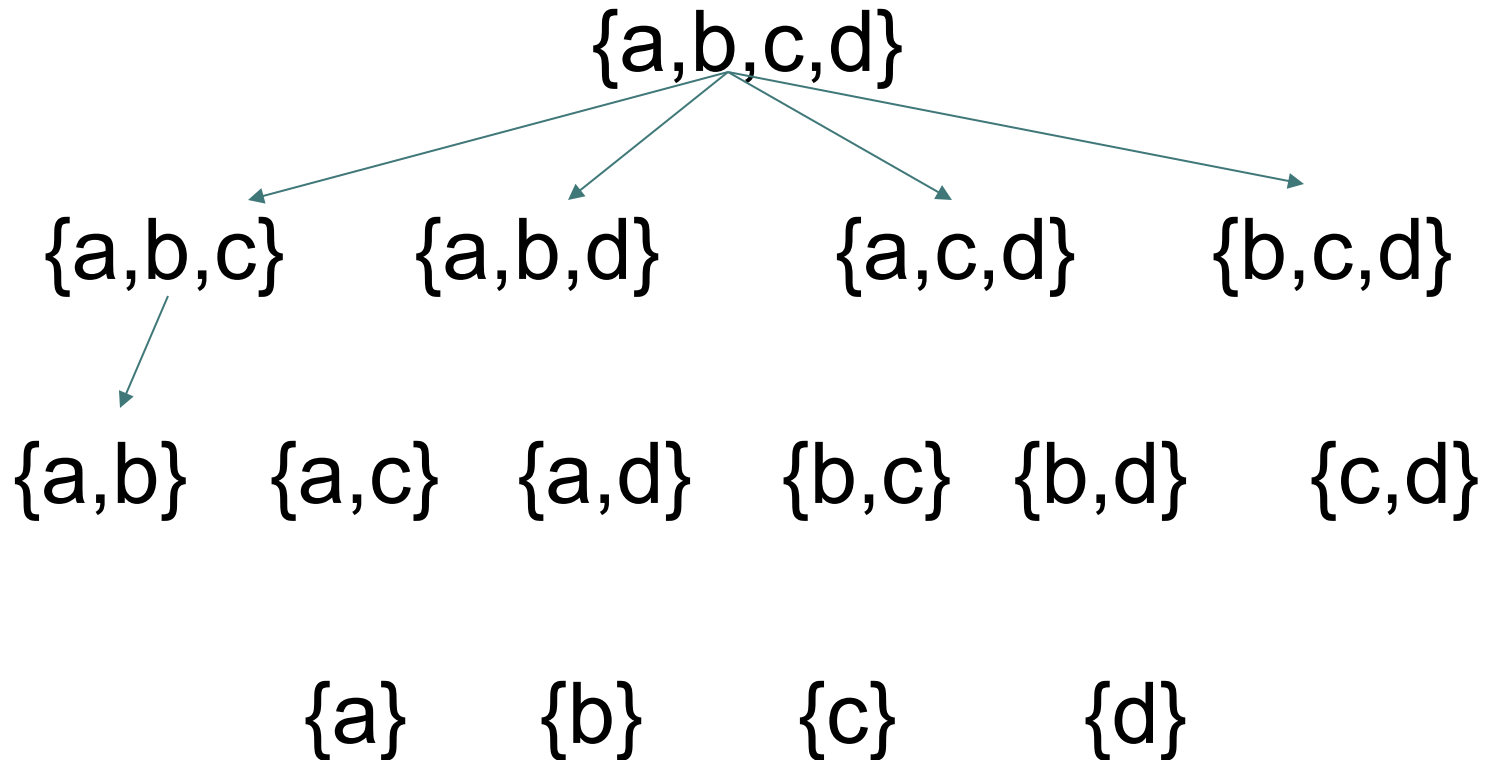 {a,b,c,d}
{a,b,c} {a,b,d} {a,c,d} {b,c,d}
{a,b} {a,c} {a,d} {b,c} {b,d} {c,d}
{a} {b} {c} {d}